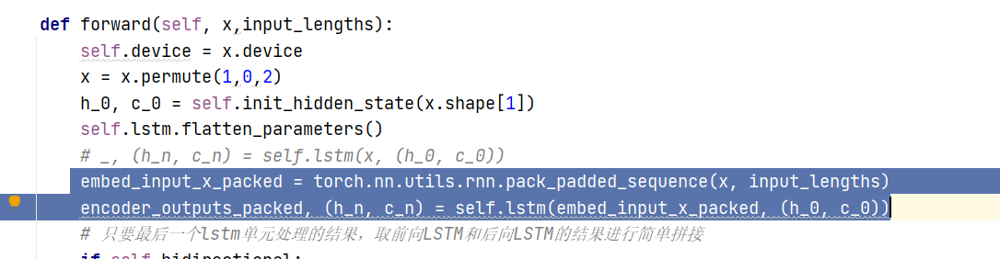 def forward(self, x,input_lengths):
self.device = x.device
x = x.permute(1,0,2)
h_0, c_0 = self.init_hidden_state(x.shape[1])
self.lstm.flatten_parameters()
# _, (h_n, c_n) = self.lstm(x, (h_0, c_0))
embed_input_x_packed = torch.nn.utils.rnn.pack_padded_sequence(x, input_lengths)
encoder_outputs_packed, (h_n, c_n) = self.lstm(embed_input_x_packed, (h_0, c_0))
# 只要最后一个lstm单元处理的结果，取前向LSTM和后向LSTM的结果进行简单拼接
if self.bidirectional: